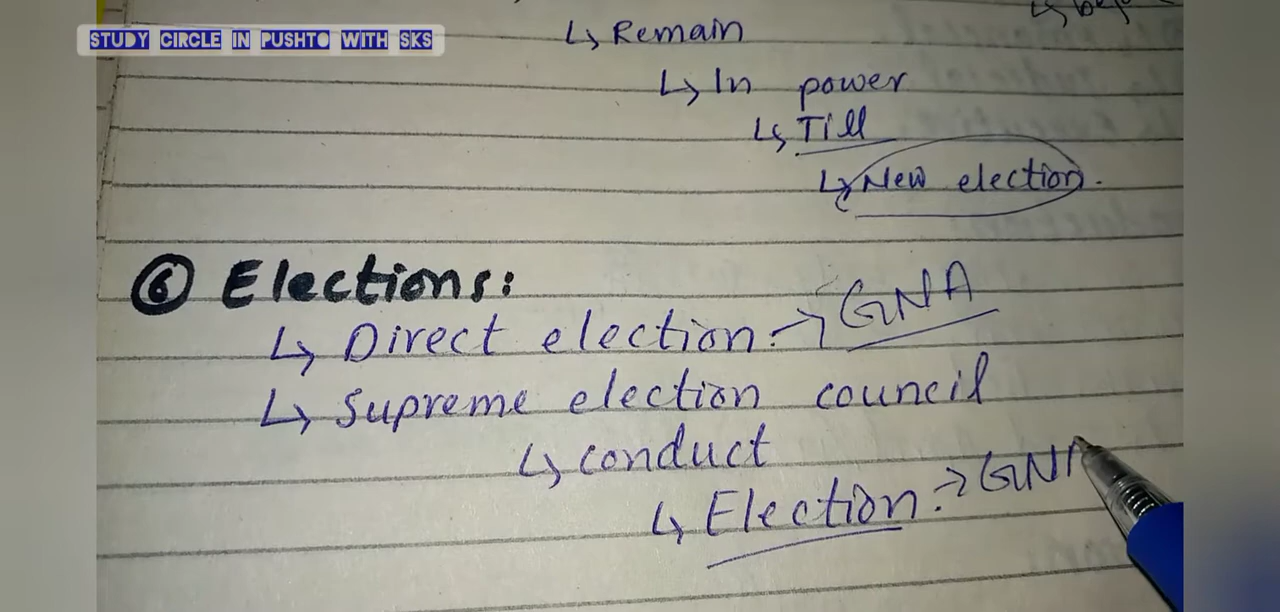 STUDY CIRCLE IN PUSHTO WITH SKS
↳ Remain
↳ In power
↳ Till
↳ New election.
⑥ Elections:
↳ Direct election. → GNA
↳ Supreme election council
↳ conduct
↳ Election. → GNA